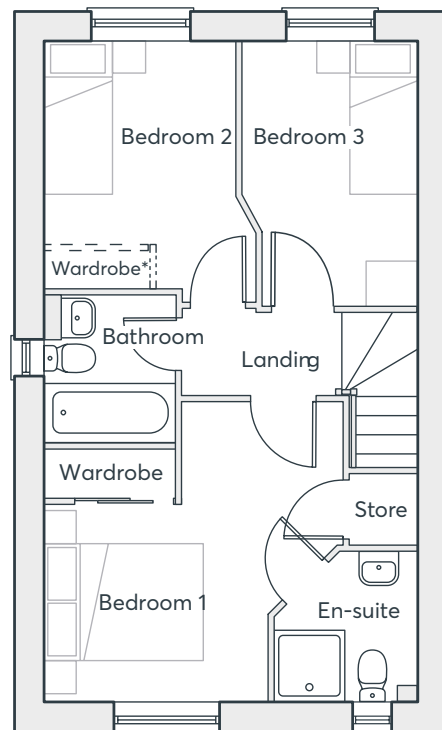 Bedroom 2
Bedroom 3
Wardrobe*
Bathroom
Landing
Wardrobe
Store
Bedroom 1
En-suite